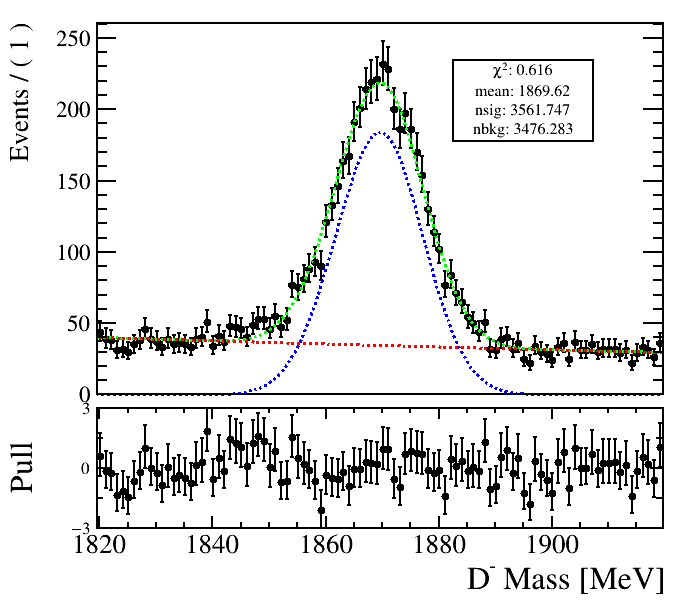 Events / ( 1 )
250
200
150
100
50
0
χ²: 0.616
mean: 1869.62
nsig: 3561.747
nbkg: 3476.283
Pull
3
0
−3
1820 1840 1860 1880 1900
D⁻ Mass [MeV]